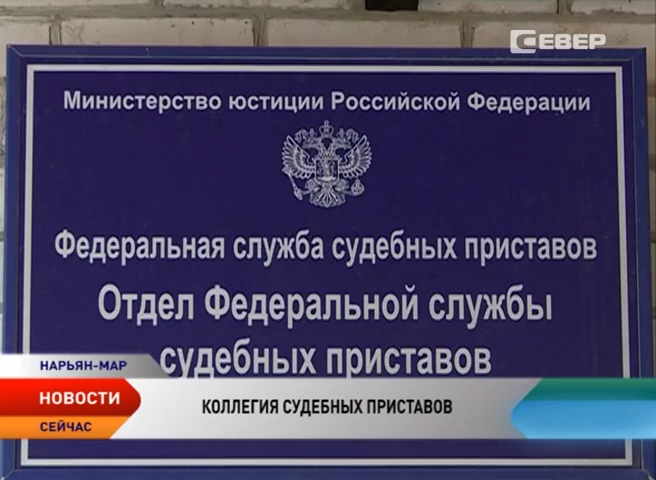 СЕВЕР
Министерство юстиции Российской Федерации
Федеральная служба судебных приставов
Отдел Федеральной службы
судебных приставов
НАРЬЯН-МАР
НОВОСТИ
СЕЙЧАС
КОЛЛЕГИЯ СУДЕБНЫХ ПРИСТАВОВ